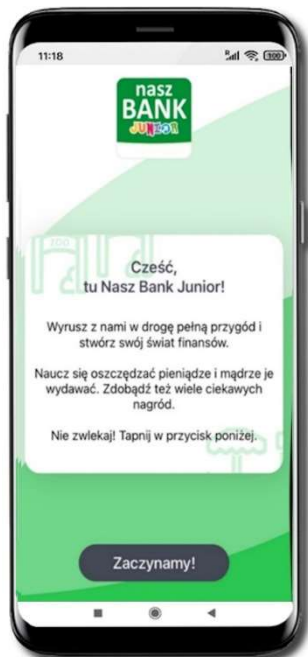 11:18
100
nasz
BANK
JUNIOR
ZOO
Cześć,
tu Nasz Bank Junior!
Wyrusz z nami w drogę pełną przygód i
stwórz swój świat finansów.
Naucz się oszczędzać pieniądze i mądrze je
wydawać. Zdobądź też wiele ciekawych
nagród.
Nie zwlekaj! Tapnij w przycisk poniżej.
Zaczynamy!